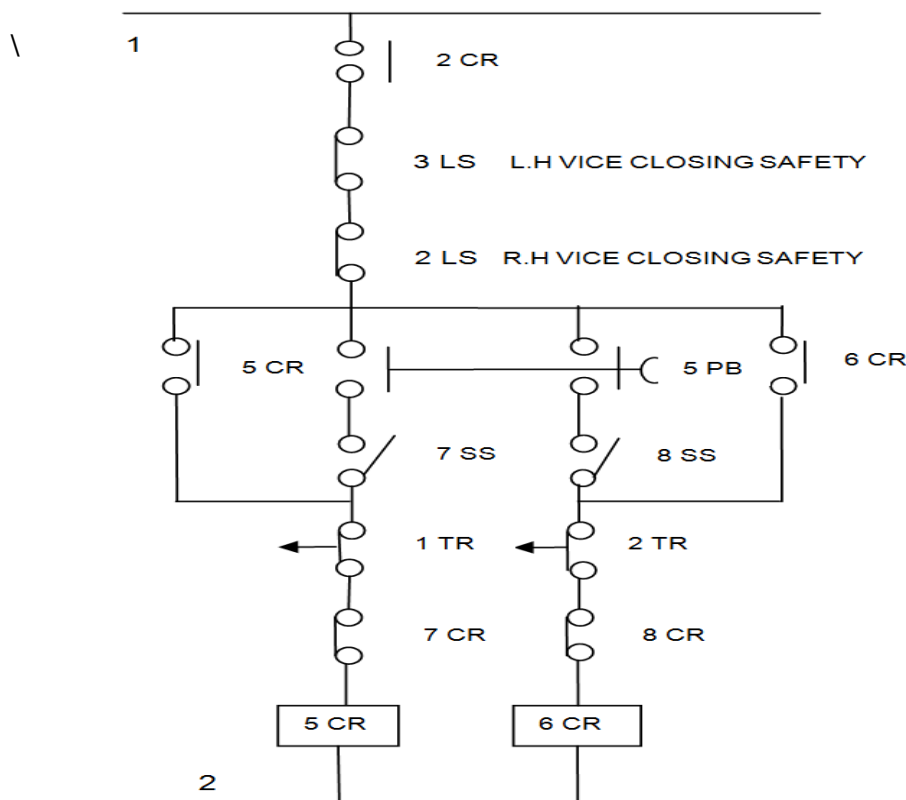 \
1
2 CR
3 LS L.H VICE CLOSING SAFETY
2 LS R.H VICE CLOSING SAFETY
5 CR
5 PB
6 CR
7 SS
8 SS
1 TR
2 TR
7 CR
8 CR
5 CR
6 CR
2